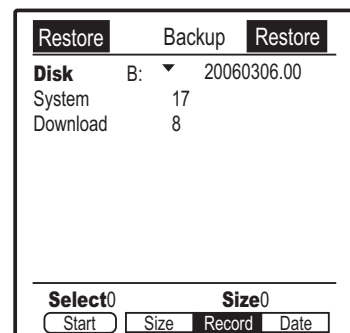 Restore Backup Restore
Disk B: 20060306.00
System 17
Download 8
Select0 Size0
Start Size Record Date